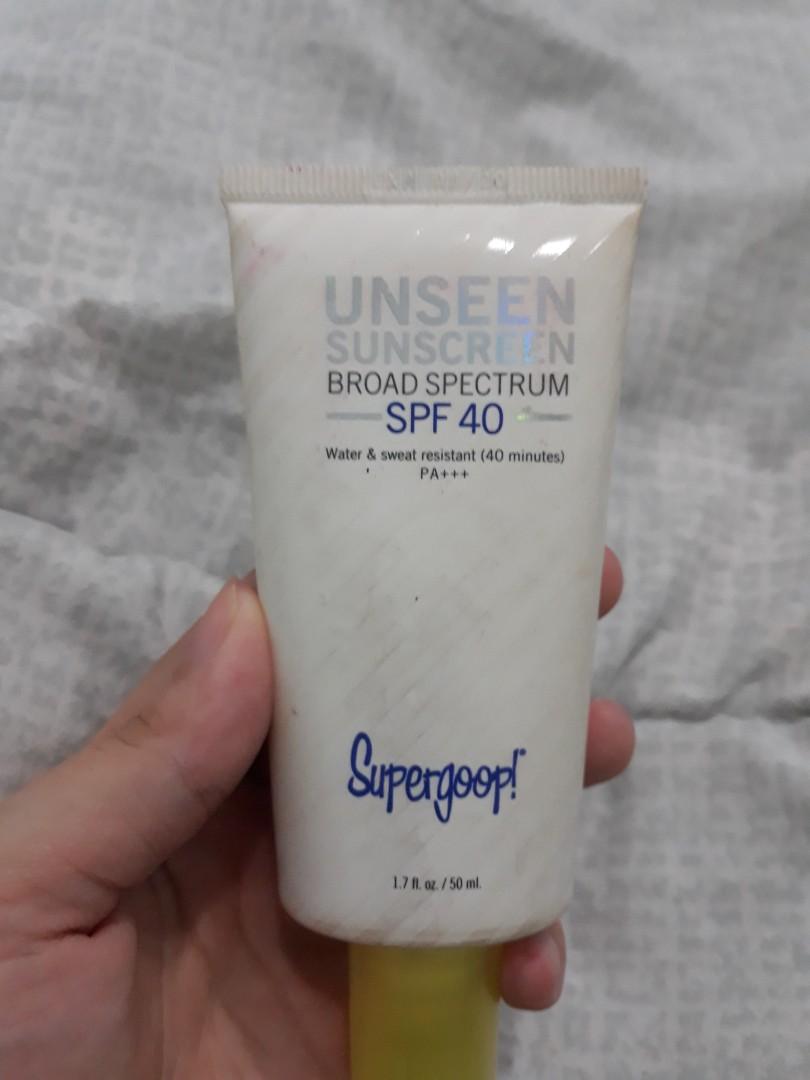 UNSEEN
SUNSCREEN
BROAD SPECTRUM
SPF 40
Water & sweat resistant (40 minutes)
PA+++
Supergoop!
1.7 fl. oz. / 50 ml.